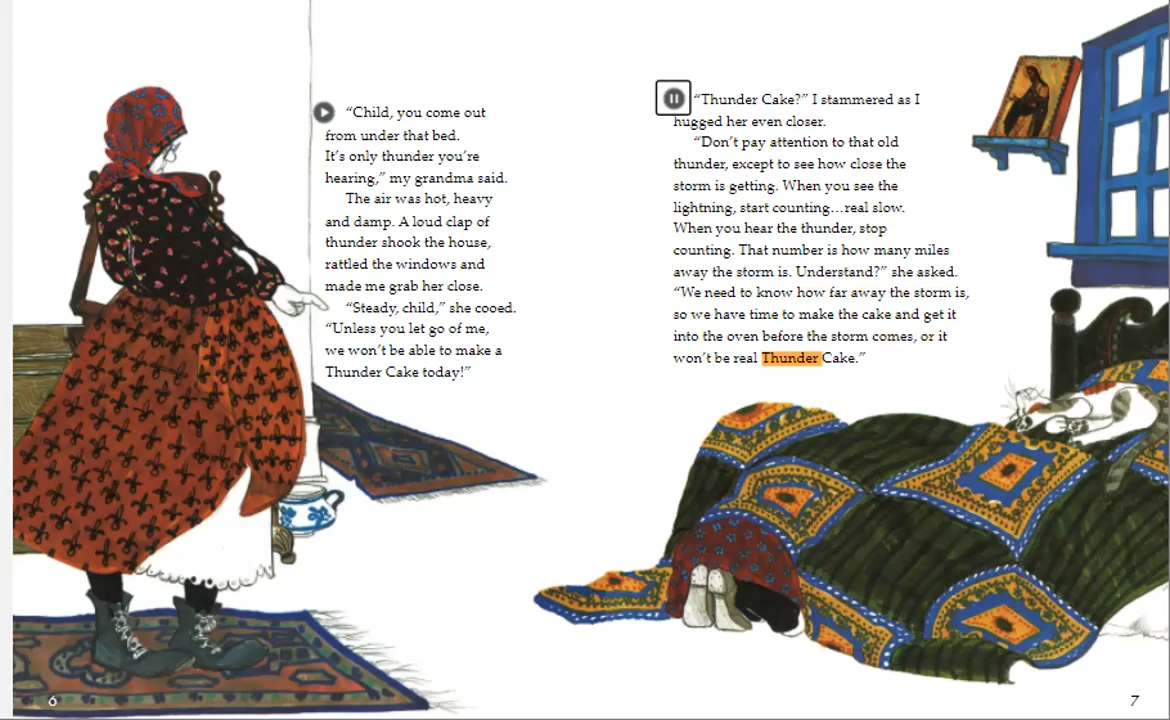 “Child, you come out
from under that bed.
It’s only thunder you’re
hearing,” my grandma said.
The air was hot, heavy
and damp. A loud clap of
thunder shook the house,
rattled the windows and
made me grab her close.
“Steady, child,” she cooed.
“Unless you let go of me,
we won’t be able to make a
Thunder Cake today!”
6
“Thunder Cake?” I stammered as I
hugged her even closer.
“Don’t pay attention to that old
thunder, except to see how close the
storm is getting. When you see the
lightning, start counting...real slow.
When you hear the thunder, stop
counting. That number is how many miles
away the storm is. Understand?” she asked.
“We need to know how far away the storm is,
so we have time to make the cake and get it
into the oven before the storm comes, or it
won’t be real Thunder Cake.”
7